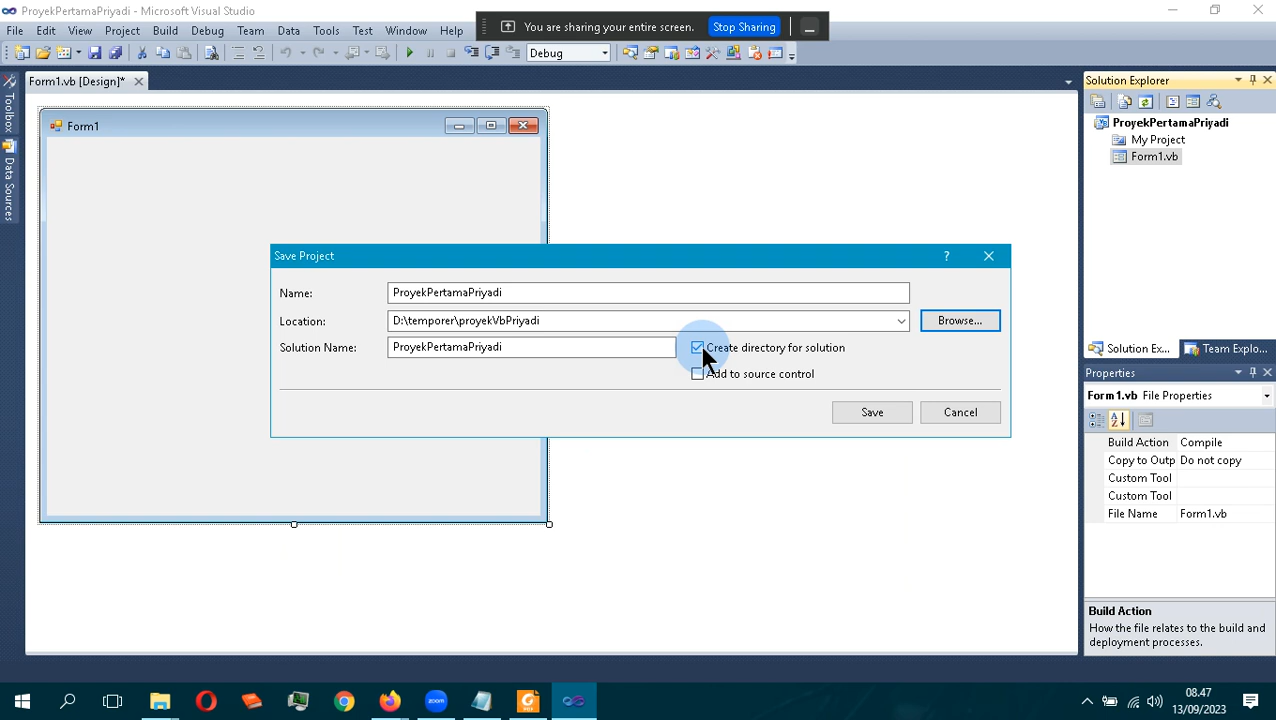 ProyekPertamaPriyadi - Microsoft Visual Studio
You are sharing your entire screen.
Stop Sharing
File Edit View Project Build Debug Team Data Tools Test Window Help
Debug
Form1.vb [Design]*
Toolbox
Data Sources
Form1
Save Project
Name:
ProyekPertamaPriyadi
Location:
D:\temporer\proyekVbPriyadi
Browse...
Solution Name:
ProyekPertamaPriyadi
Create directory for solution
Add to source control
Save
Cancel
Solution Explorer
ProyekPertamaPriyadi
My Project
Form1.vb
Solution Ex...
Team Explo...
Properties
Form1.vb File Properties
Build Action Compile
Copy to Outp Do not copy
Custom Tool
Custom Tool
File Name Form1.vb
Build Action
How the file relates to the build and
deployment processes.
zoom
08.47
13/09/2023